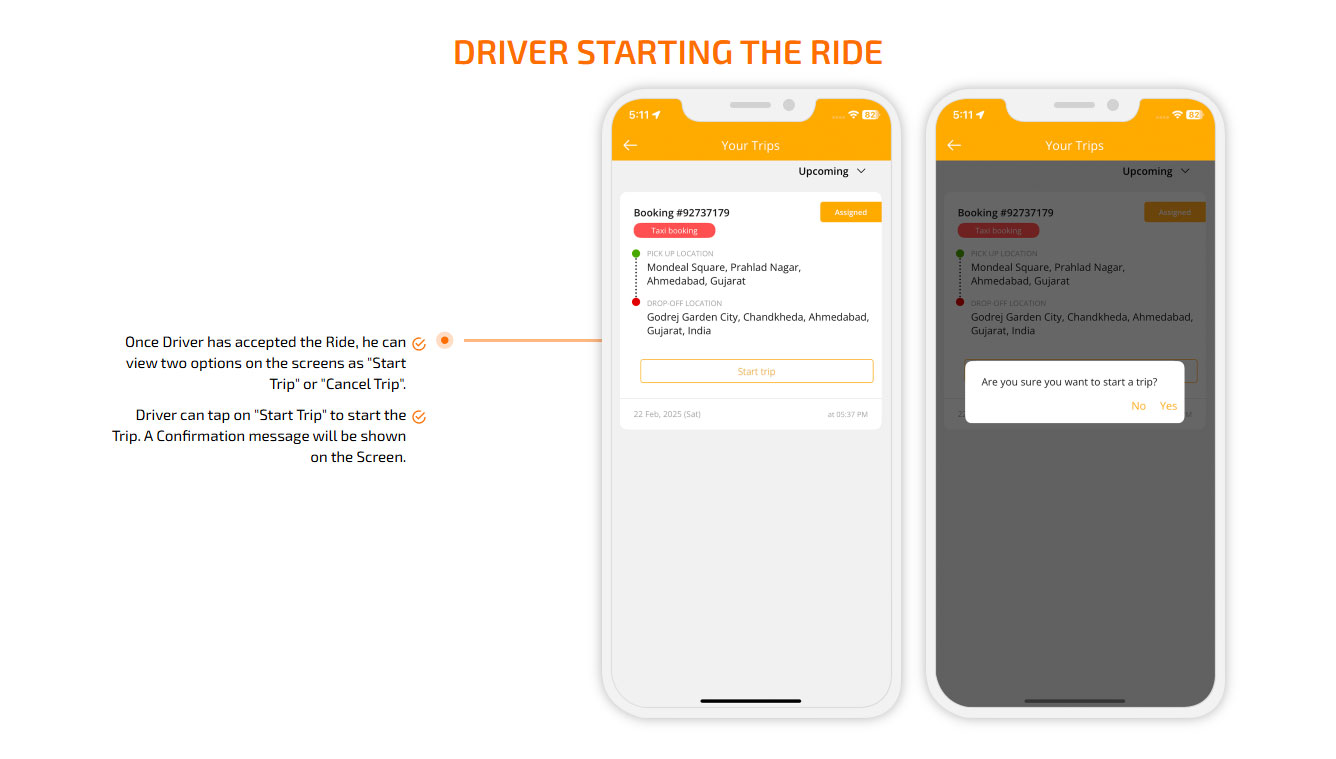 DRIVER STARTING THE RIDE
Once Driver has accepted the Ride, he can
view two options on the screens as "Start
Trip" or "Cancel Trip".
Driver can tap on "Start Trip" to start the
Trip. A Confirmation message will be shown
on the Screen.
5:11
82
Your Trips
Upcoming
Booking #92737179
Assigned
Taxi booking
PICK UP LOCATION
Mondeal Square, Prahlad Nagar,
Ahmedabad, Gujarat
DROP-OFF LOCATION
Godrej Garden City, Chandkheda, Ahmedabad,
Gujarat, India
Start trip
22 Feb, 2025 (Sat)
at 05:37 PM
5:11
82
Your Trips
Upcoming
Booking #92737179
Assigned
Taxi booking
PICK UP LOCATION
Mondeal Square, Prahlad Nagar,
Ahmedabad, Gujarat
DROP-OFF LOCATION
Godrej Garden City, Chandkheda, Ahmedabad,
Gujarat, India
Are you sure you want to start a trip?
No Yes